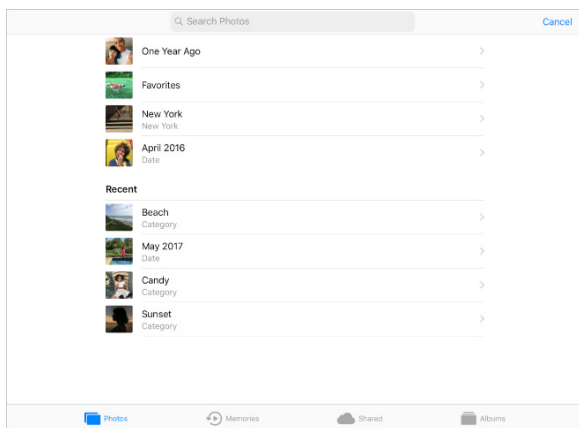 Search Photos
Cancel
One Year Ago
Favorites
New York
New York
April 2016
Date
Recent
Beach
Category
May 2017
Date
Candy
Category
Sunset
Category
Photos
Memories
Shared
Albums